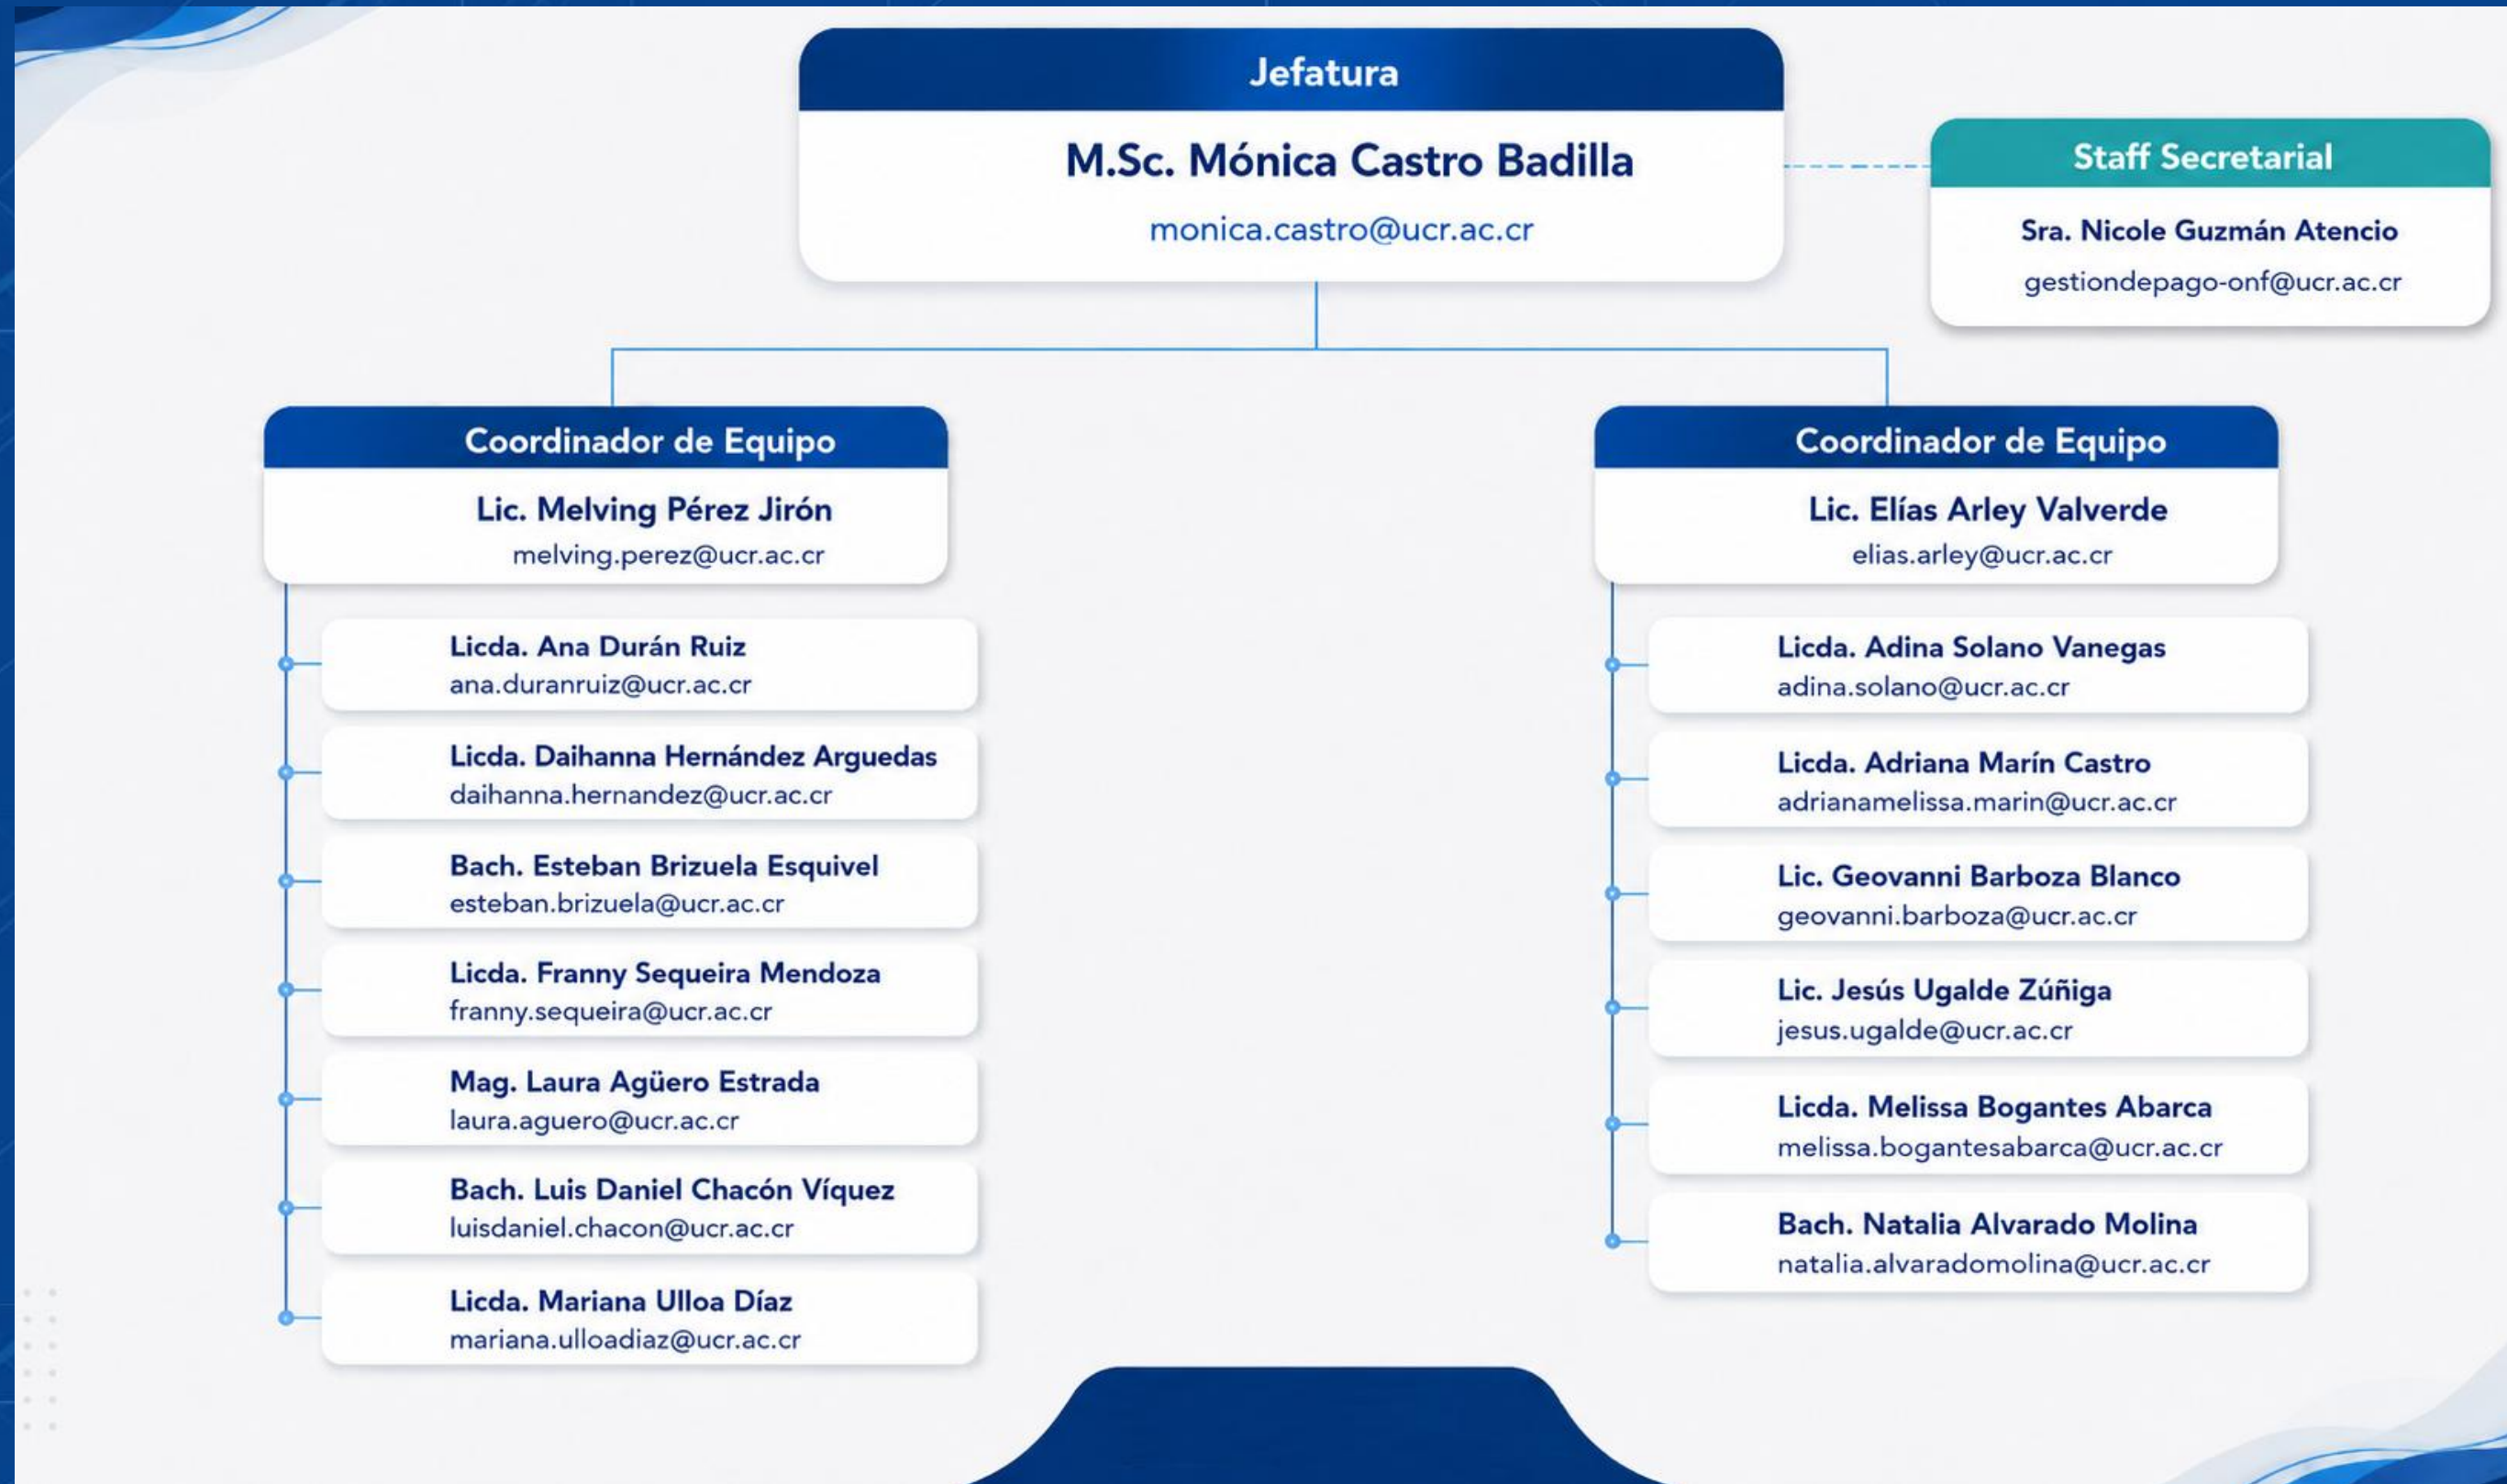 Jefatura
M.Sc. Mónica Castro Badilla
monica.castro@ucr.ac.cr
Staff Secretarial
Sra. Nicole Guzmán Atencio
gestiondepago-onf@ucr.ac.cr
Coordinador de Equipo
Lic. Melving Pérez Jirón
melving.perez@ucr.ac.cr
Licda. Ana Durán Ruiz
ana.duranruiz@ucr.ac.cr
Licda. Daihanna Hernández Arguedas
daihanna.hernandez@ucr.ac.cr
Bach. Esteban Brizuela Esquivel
esteban.brizuela@ucr.ac.cr
Licda. Franny Sequeira Mendoza
franny.sequeira@ucr.ac.cr
Mag. Laura Agüero Estrada
laura.aguero@ucr.ac.cr
Bach. Luis Daniel Chacón Víquez
luisdaniel.chacon@ucr.ac.cr
Licda. Mariana Ulloa Díaz
mariana.ulloadiaz@ucr.ac.cr
Coordinador de Equipo
Lic. Elías Arley Valverde
elias.arley@ucr.ac.cr
Licda. Adina Solano Vanegas
adina.solano@ucr.ac.cr
Licda. Adriana Marín Castro
adrianamelissa.marin@ucr.ac.cr
Lic. Geovanni Barboza Blanco
geovanni.barboza@ucr.ac.cr
Lic. Jesús Ugalde Zúñiga
jesus.ugalde@ucr.ac.cr
Licda. Melissa Bogantes Abarca
melissa.bogantesabarca@ucr.ac.cr
Bach. Natalia Alvarado Molina
natalia.alvaradomolina@ucr.ac.cr